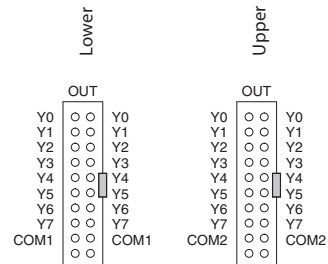 Lower Upper
OUT OUT
Y0 Y0 Y0 Y0
Y1 Y1 Y1 Y1
Y2 Y2 Y2 Y2
Y3 Y3 Y3 Y3
Y4 Y4 Y4 Y4
Y5 Y5 Y5 Y5
Y6 Y6 Y6 Y6
Y7 Y7 Y7 Y7
COM1 COM1 COM2 COM2